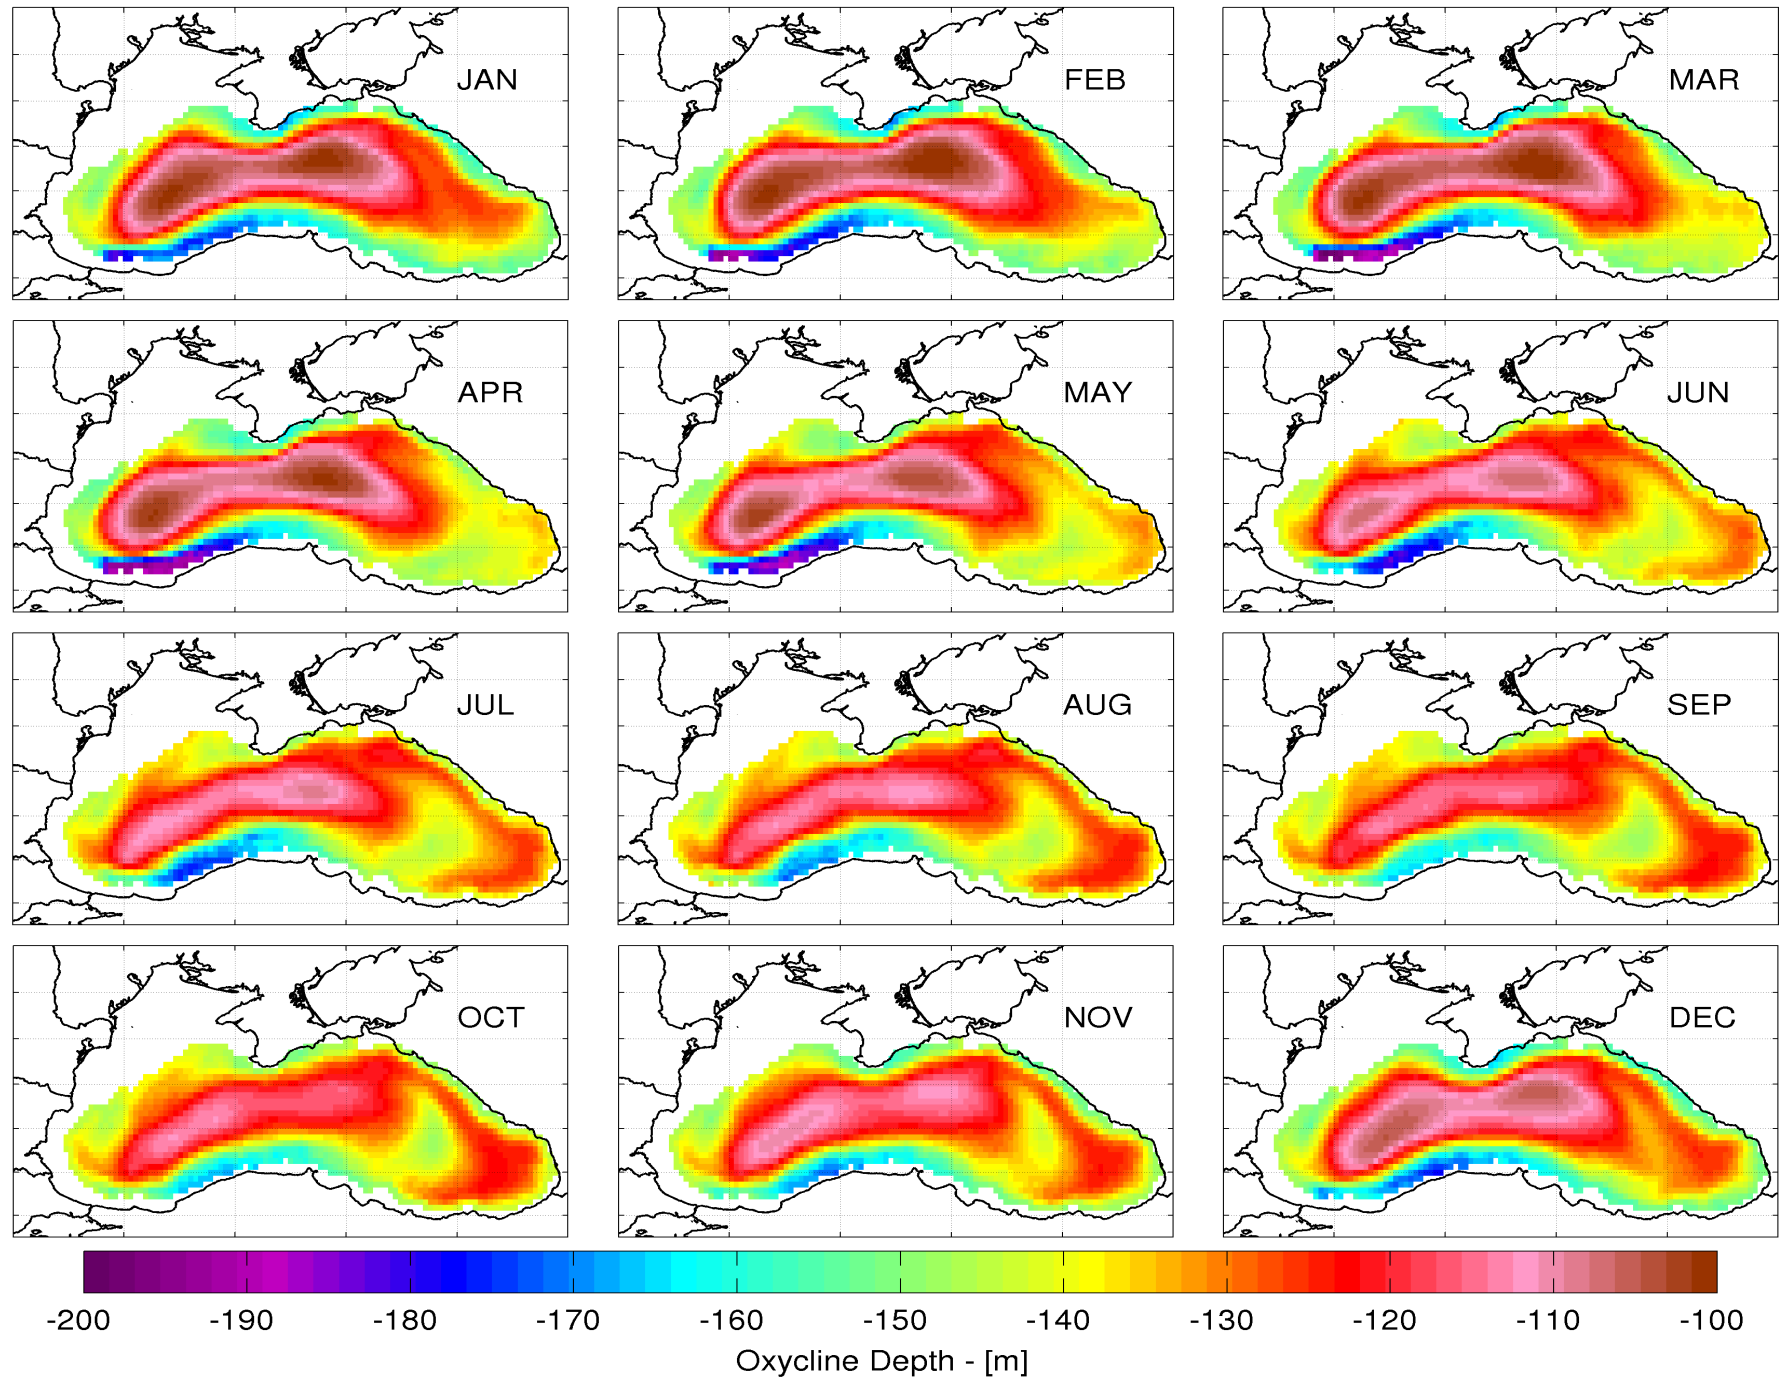 JAN FEB MAR
APR MAY JUN
JUL AUG SEP
OCT NOV DEC
-200 -190 -180 -170 -160 -150 -140 -130 -120 -110 -100
Oxycline Depth - [m]